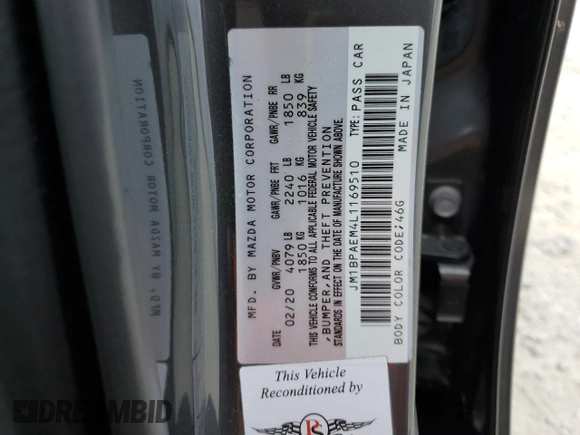 MFD. BY MAZDA MOTOR CORPORATION
DATE GVWR/PNBV GAWR/PNBE FRT GAWR/PNBE RR
02/20 4079 LB 2240 LB 1850 LB
1850 KG 1016 KG 839 KG
THIS VEHICLE CONFORMS TO ALL APPLICABLE FEDERAL MOTOR VEHICLE SAFETY
,BUMPER,AND THEFT PREVENTION
STANDARDS IN EFFECT ON THE DATE OF MANUFACTURE SHOWN ABOVE.
JM1BPAEM4L1169510 TYPE: PASS CAR
BODY COLOR CODE;46G MADE IN JAPAN
This Vehicle
Reconditioned by
RS
DREAMBID